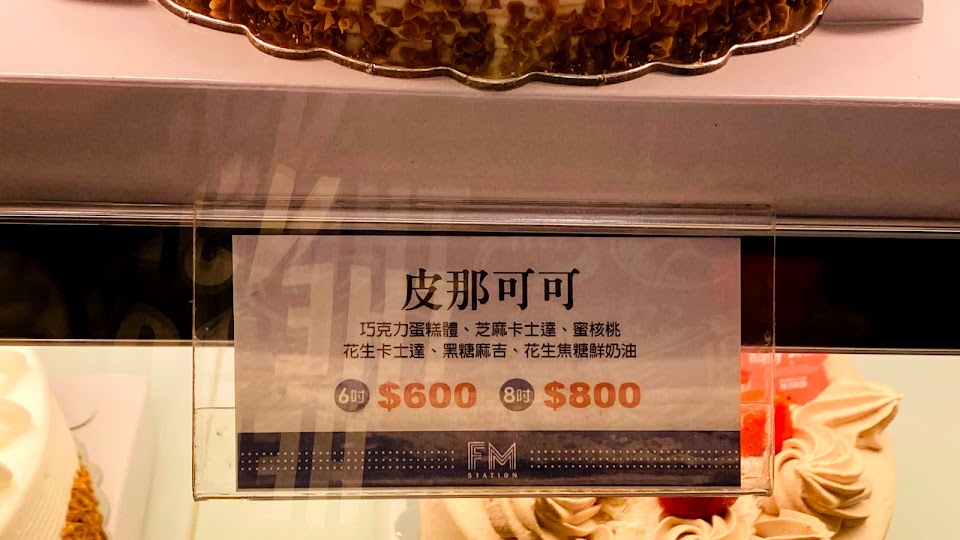 皮那可可
巧克力蛋糕體、芝麻卡士達、蜜核桃
花生卡士達、黑糖麻吉、花生焦糖鮮奶油
6吋 $600 8吋 $800
FM
STATION